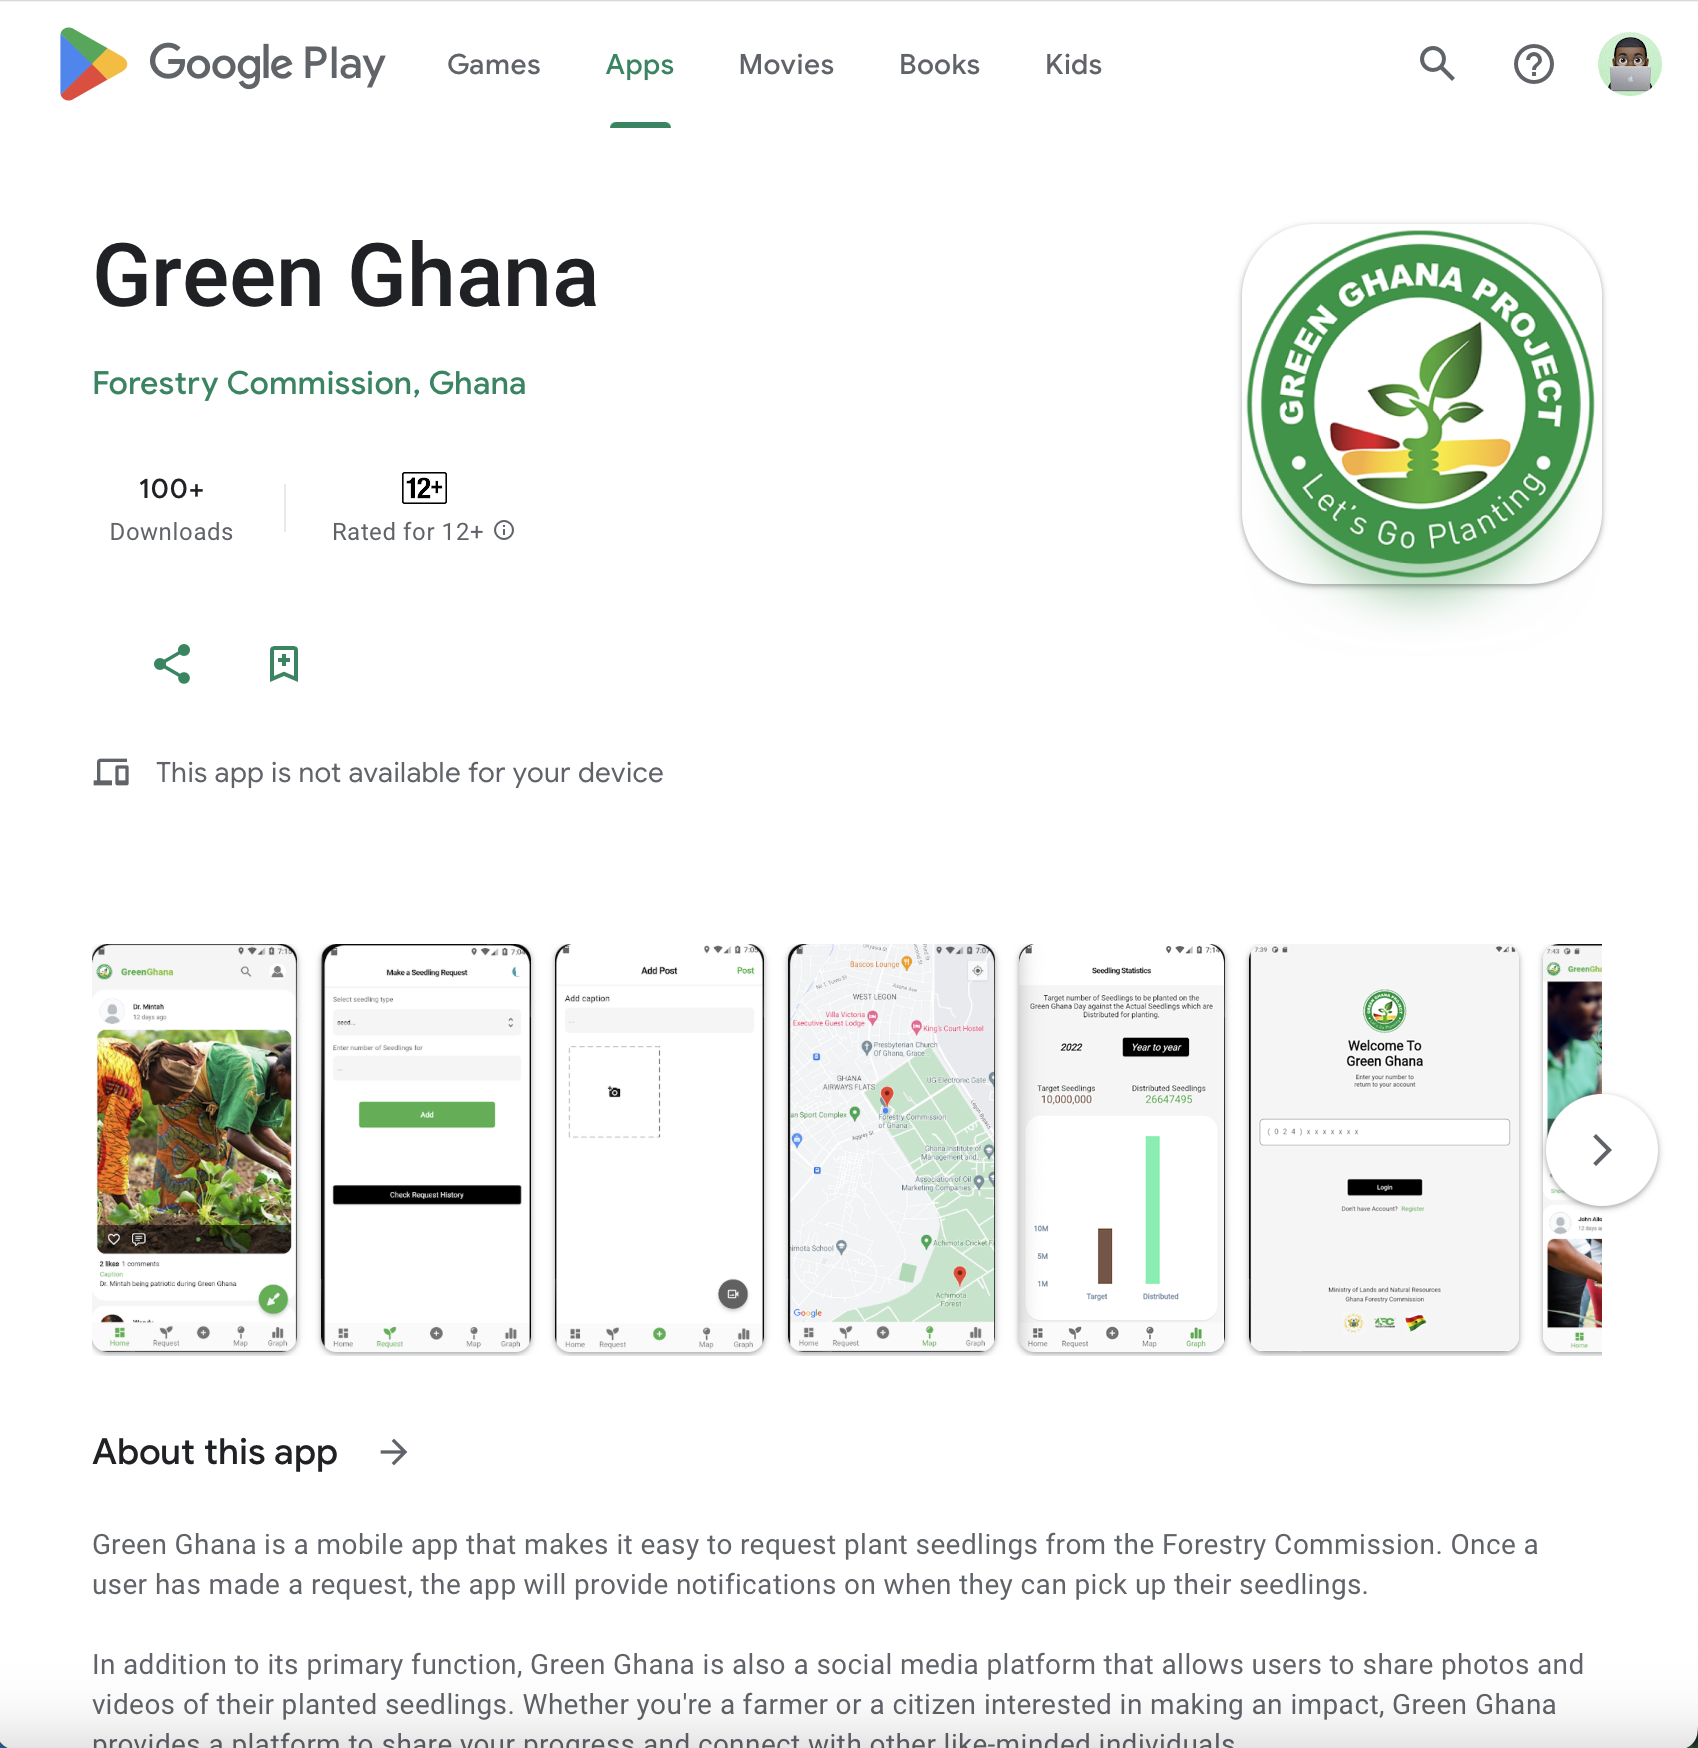 Google Play
Games
Apps
Movies
Books
Kids
Green Ghana
Forestry Commission, Ghana
100+
Downloads
12+
Rated for 12+
GREEN GHANA PROJECT
Let's Go Planting
This app is not available for your device
GreenGhana
Dr. Mintah
12 days ago
2 likes 1 comments
Caption
Dr. Mintah being patriotic during Green Ghana
Home
Request
Map
Graph
Make a Seedling Request
Select seedling type
seed...
Enter number of Seedlings for
Add
Check Request History
Home
Request
Map
Graph
Add Post
Post
Add caption
Home
Request
Map
Graph
Bascos Lounge
WEST LEGON
Villa Victoria
Executive Guest Lodge
King's Court Hostel
Presbyterian Church
Of Ghana, Grace
GHANA
AIRWAYS FLATS
UG Electronic Gate
an Sport Complex
Forestry Commission
of Ghana.
Ghana Institute of
Management and.
Association of Oil
Marketing Companies
imota School
Achimota Cricket F
Achimota
Forest
Google
Home
Request
Map
Graph
Seedling Statistics
Target number of Seedlings to be planted on the
Green Ghana Day against the Actual Seedlings which are
Distributed for planting.
2022
Year to year
Target Seedlings
Distributed Seedlings
10,000,000
26647495
10M
5M
1M
Target
Distributed
Home
Request
Map
Graph
7:39
Welcome To
Green Ghana
Enter your number to
return to your account
(024)xxxxxxx
Login
Don't have Account? Register
Ministry of Lands and Natural Resources
Ghana Forestry Commission
7:43
GreenGha
Home
About this app
Green Ghana is a mobile app that makes it easy to request plant seedlings from the Forestry Commission. Once a
user has made a request, the app will provide notifications on when they can pick up their seedlings.
In addition to its primary function, Green Ghana is also a social media platform that allows users to share photos and
videos of their planted seedlings. Whether you're a farmer or a citizen interested in making an impact, Green Ghana
provides a platform to share your progress and connect with other like-minded individuals.